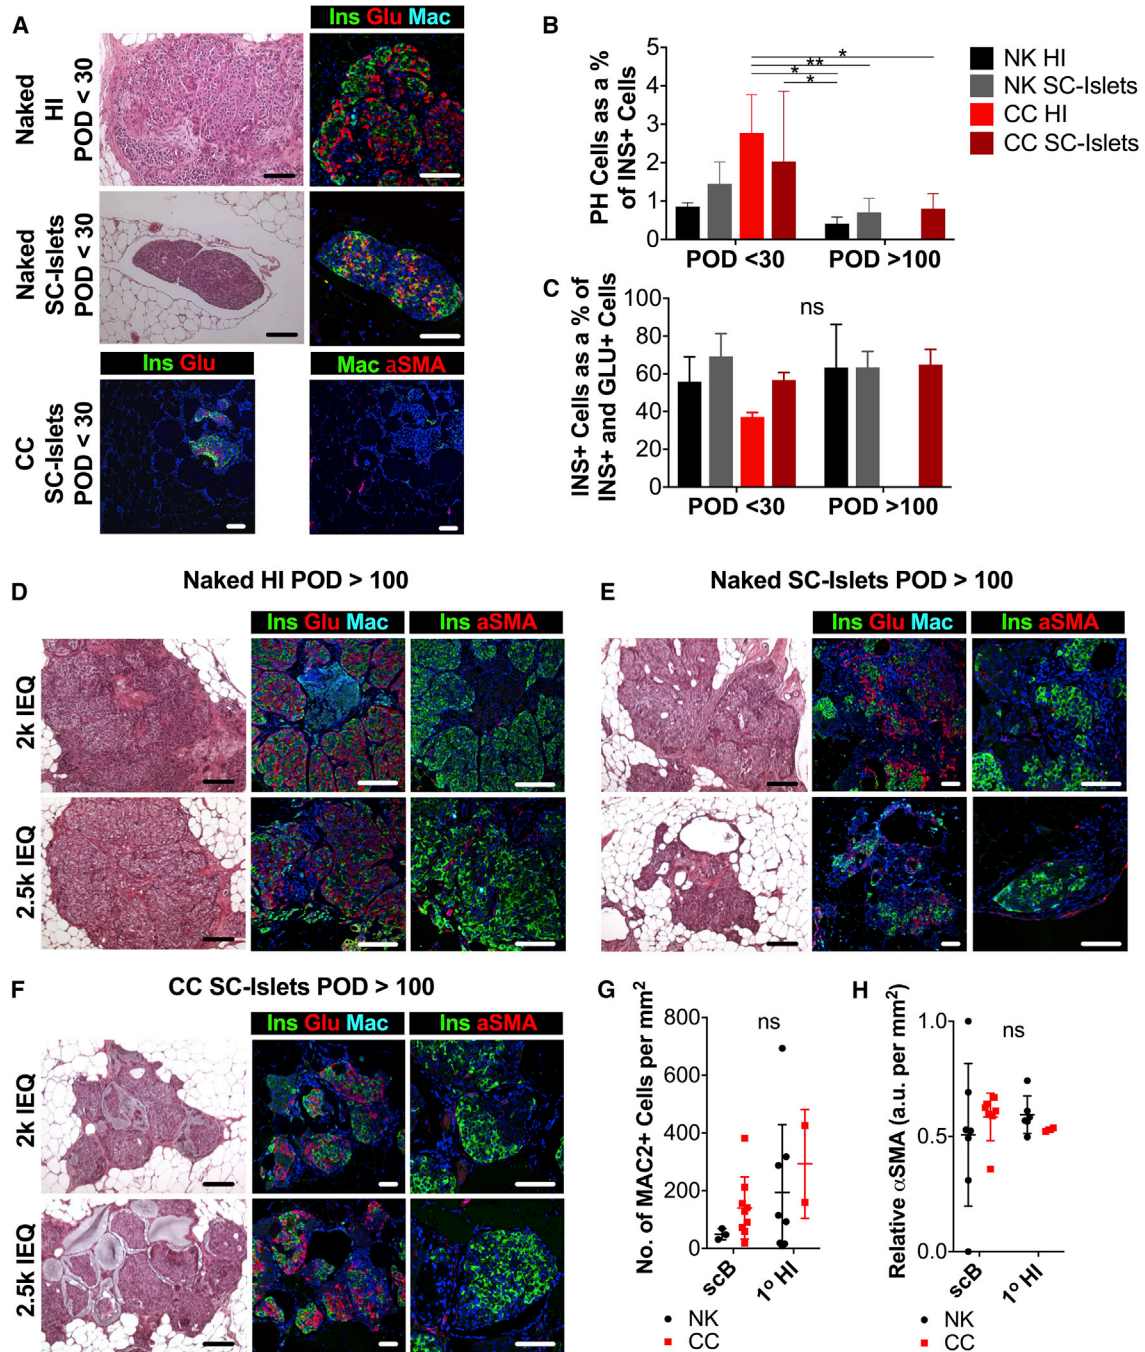 A
Ins Glu Mac
Naked
HI
POD < 30
Naked
SC-Islets
POD < 30
Ins Glu
Mac aSMA
CC
SC-Islets
POD < 30
B
PH Cells as a %
of INS+ Cells
5
4
3
2
1
0
*
**
*
*
POD <30
POD >100
NK HI
NK SC-Islets
CC HI
CC SC-Islets
C
INS+ Cells as a % of
INS+ and GLU+ Cells
100
80
60
40
20
0
ns
POD <30
POD >100
D
Naked HI POD > 100
Ins Glu Mac
Ins aSMA
2k IEQ
2.5k IEQ
E
Naked SC-Islets POD > 100
Ins Glu Mac
Ins aSMA
F
CC SC-Islets POD > 100
Ins Glu Mac
Ins aSMA
2k IEQ
2.5k IEQ
G
No. of MAC2+ Cells per mm²
800
600
400
200
0
ns
scB
1º HI
NK
CC
H
Relative αSMA (a.u. per mm²)
1.0
0.5
0.0
ns
scB
1º HI
NK
CC